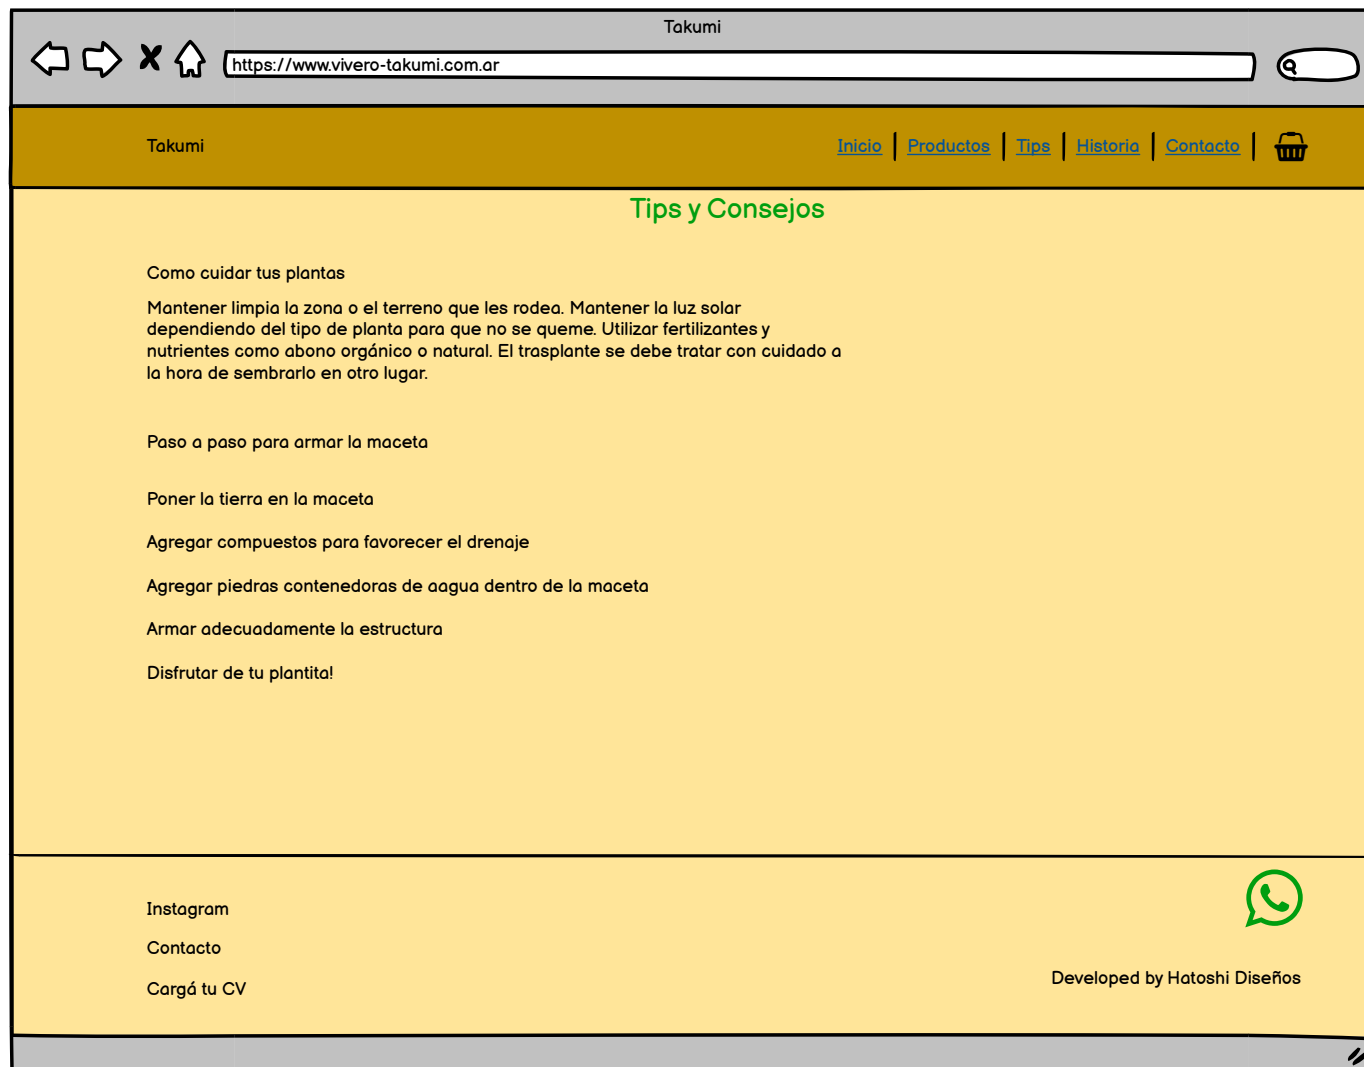 Takumi
https://www.vivero-takumi.com.ar
Takumi
Inicio | Productos | Tips | Historia | Contacto |
Tips y Consejos
Como cuidar tus plantas
Mantener limpia la zona o el terreno que les rodea. Mantener la luz solar
dependiendo del tipo de planta para que no se queme. Utilizar fertilizantes y
nutrientes como abono orgánico o natural. El trasplante se debe tratar con cuidado a
la hora de sembrarlo en otro lugar.
Paso a paso para armar la maceta
Poner la tierra en la maceta
Agregar compuestos para favorecer el drenaje
Agregar piedras contenedoras de aagua dentro de la maceta
Armar adecuadamente la estructura
Disfrutar de tu plantita!
Instagram
Contacto
Cargá tu CV
Developed by Hatoshi Diseños